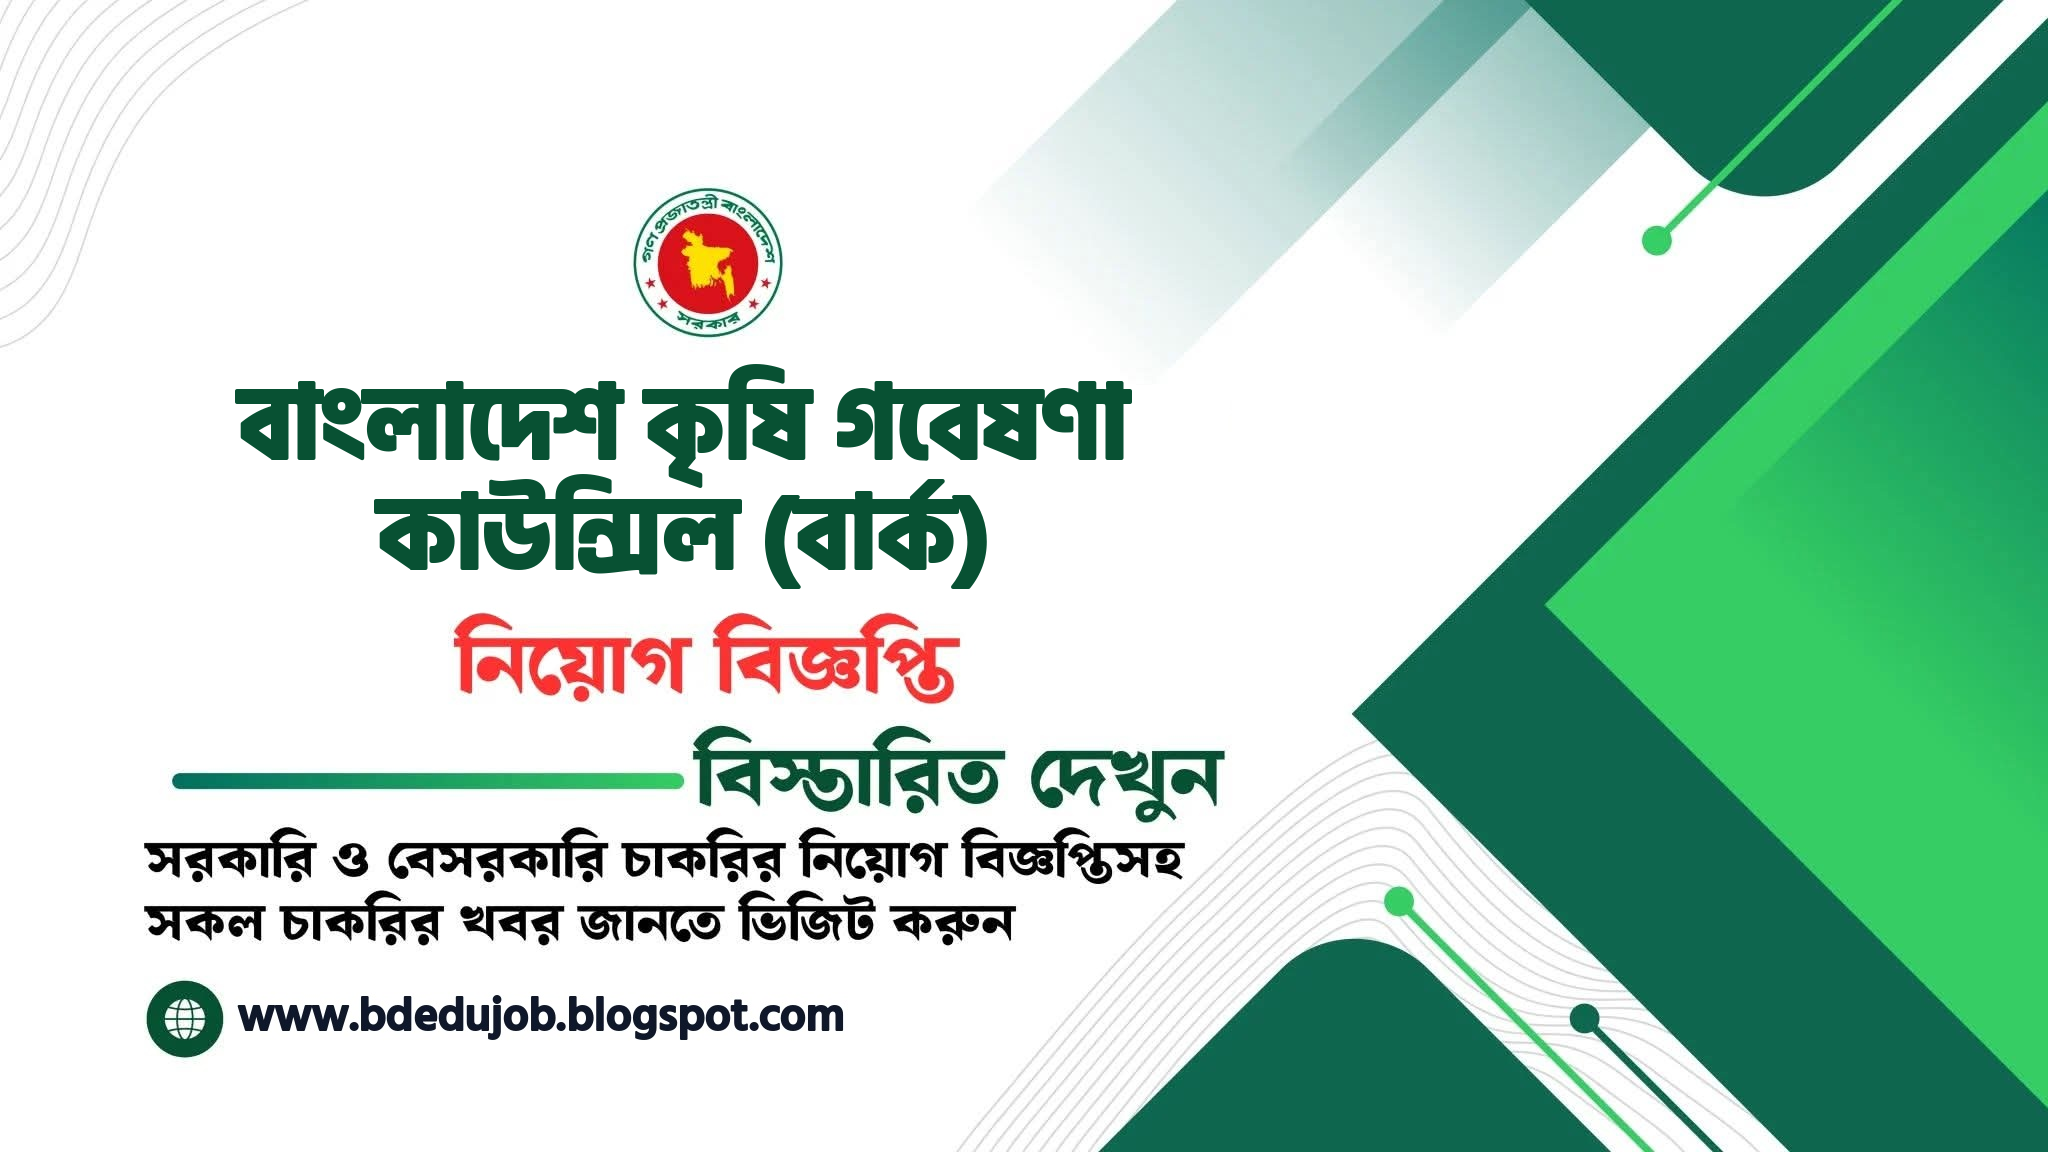 গণ প্রজাতন্ত্রী বাংলাদেশ
সরকার
বাংলাদেশ কৃষি গবেষণা
কাউন্সিল (বার্ক)
নিয়োগ বিজ্ঞপ্তি
বিস্তারিত দেখুন
সরকারি ও বেসরকারি চাকরির নিয়োগ বিজ্ঞপ্তিসহ
সকল চাকরির খবর জানতে ভিজিট করুন
www.bdedujob.blogspot.com